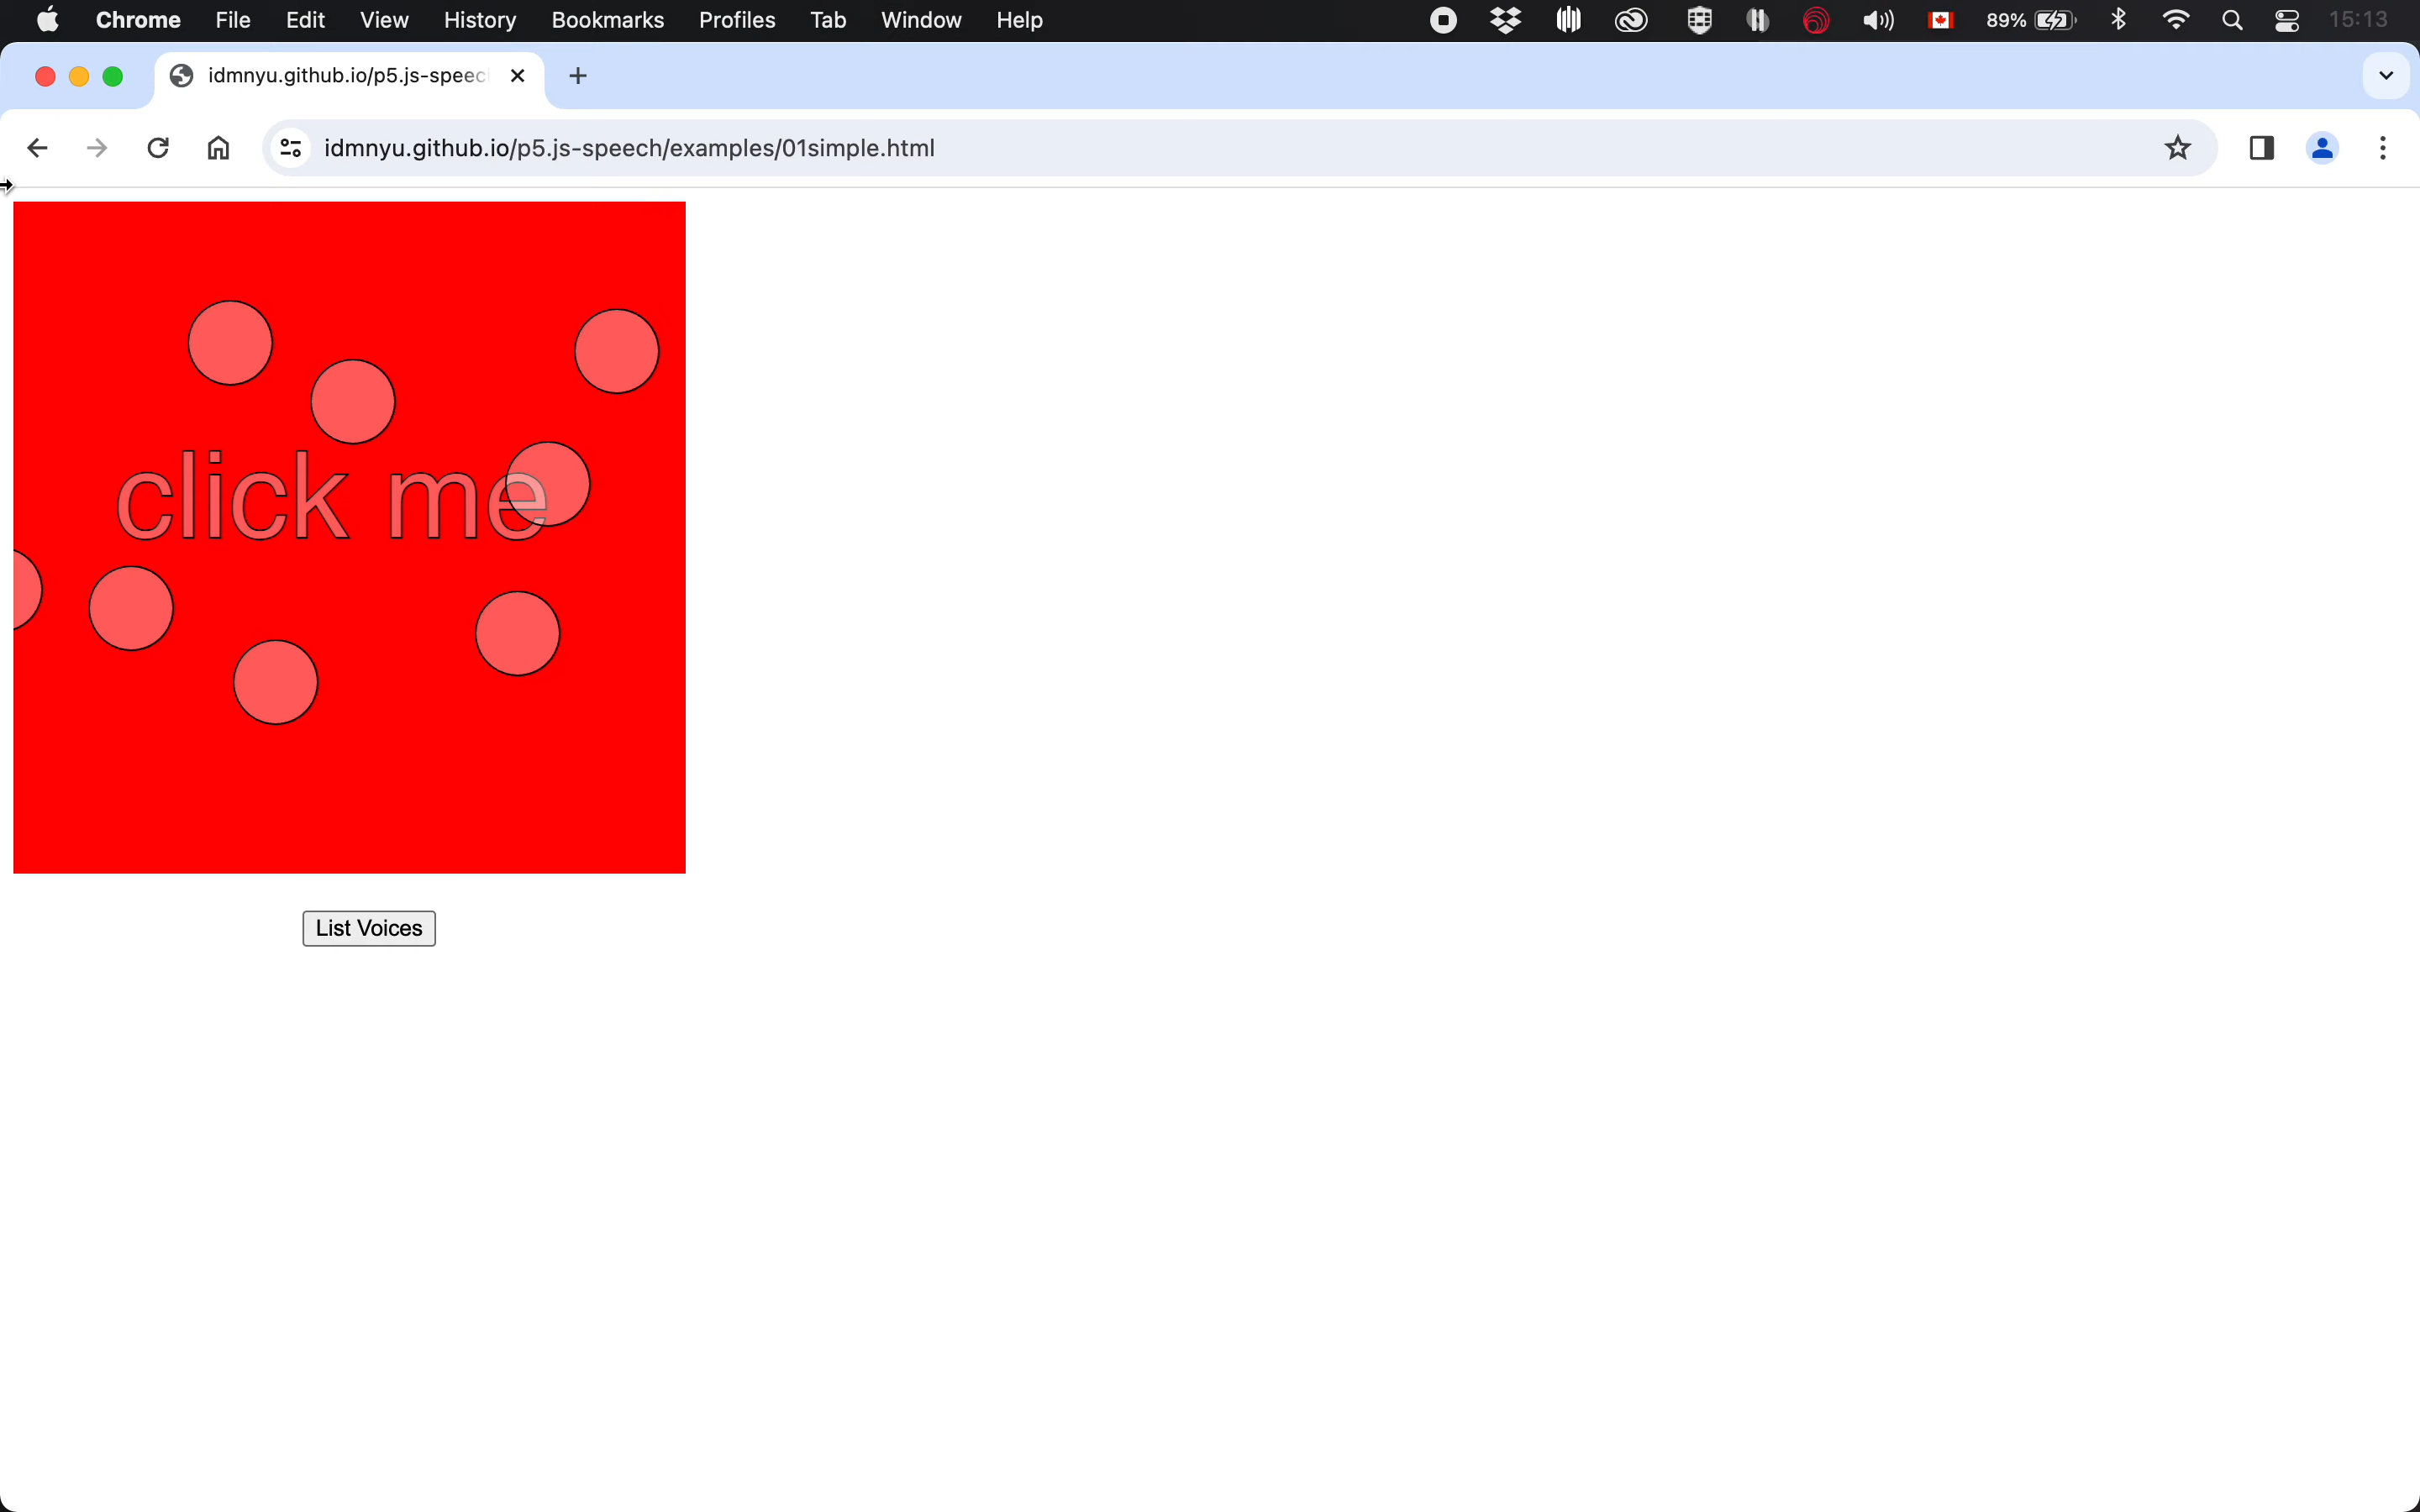 Chrome File Edit View History Bookmarks Profiles Tab Window Help 89% 15:13
idmnyu.github.io/p5.js-speec
idmnyu.github.io/p5.js-speech/examples/01simple.html
click me
List Voices